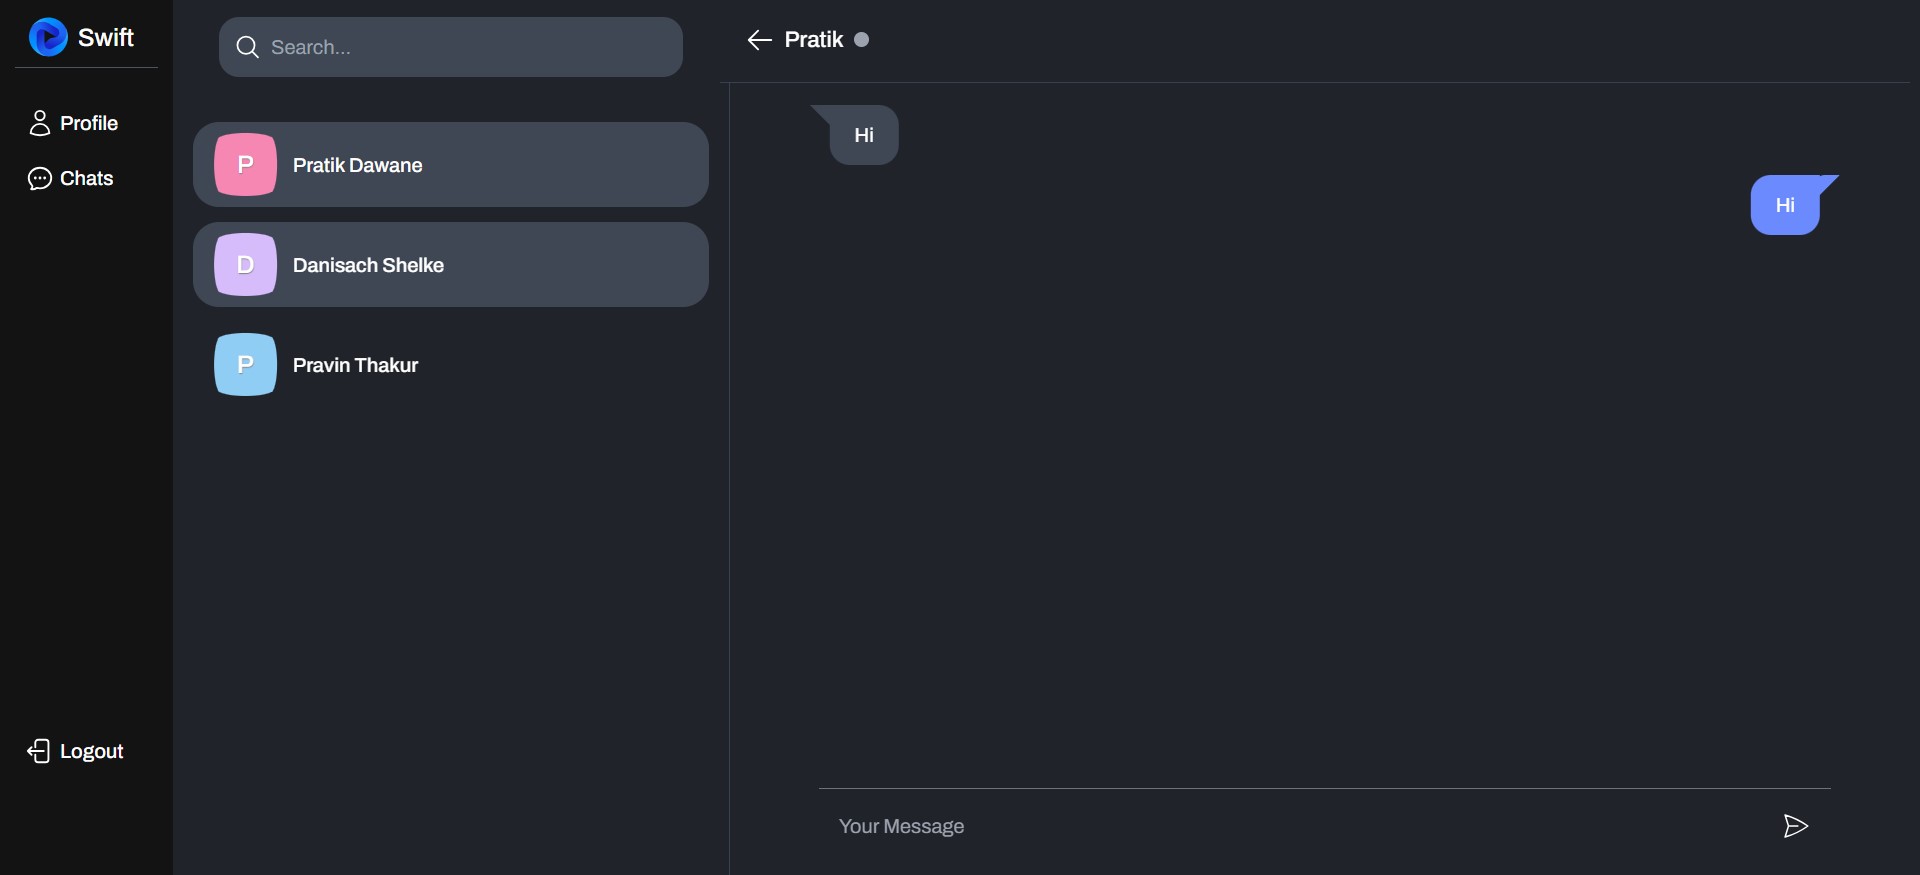 Swift
Profile
Chats
Logout
Search...
P
Pratik Dawane
D
Danisach Shelke
P
Pravin Thakur
Pratik
Hi
Hi
Your Message